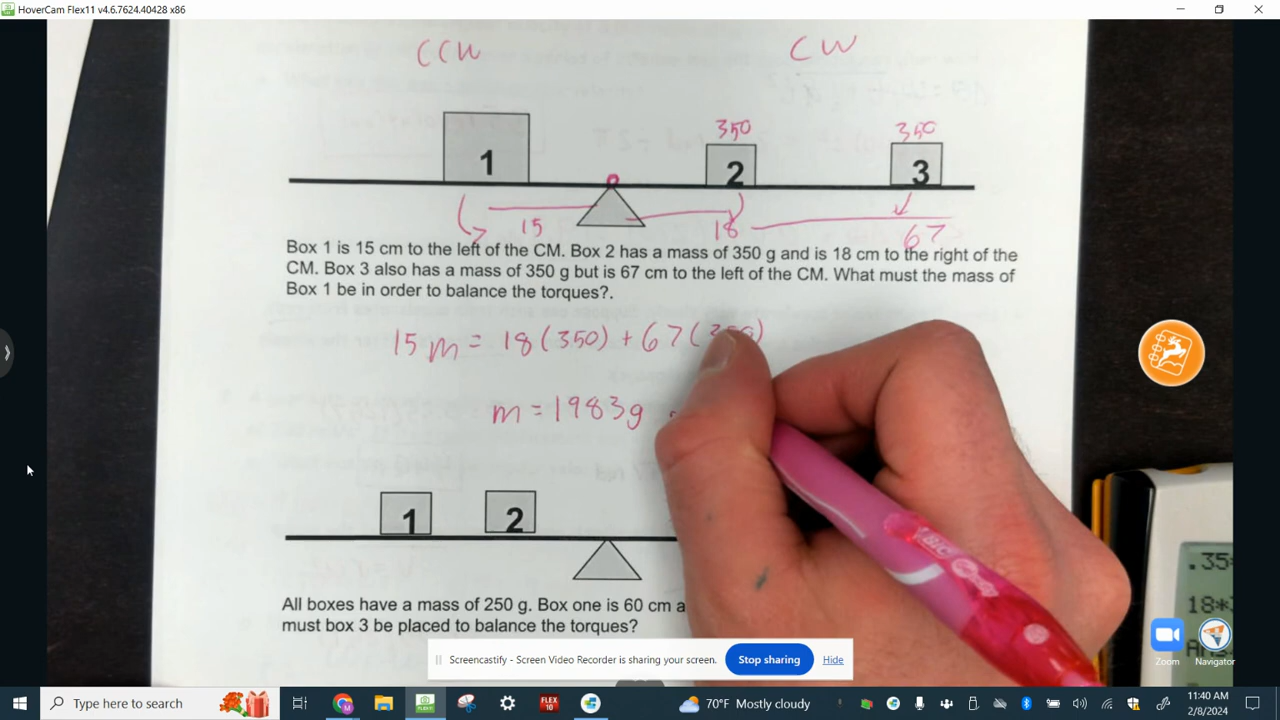 HoverCam Flex11 v4.6.7624.40428 x86
CCW
CW
350
350
1
2
3
15
18
67
Box 1 is 15 cm to the left of the CM. Box 2 has a mass of 350 g and is 18 cm to the right of the
CM. Box 3 also has a mass of 350 g but is 67 cm to the left of the CM. What must the mass of
Box 1 be in order to balance the torques?.
15 m = 18(350) + 67(350)
m = 1983g
1
2
All boxes have a mass of 250 g. Box one is 60 cm a
must box 3 be placed to balance the torques?
.35
18*
Ans
Screencastify - Screen Video Recorder is sharing your screen.
Stop sharing
Hide
Zoom
Navigator
Type here to search
FLEX
10
70°F Mostly cloudy
11:40 AM
2/8/2024